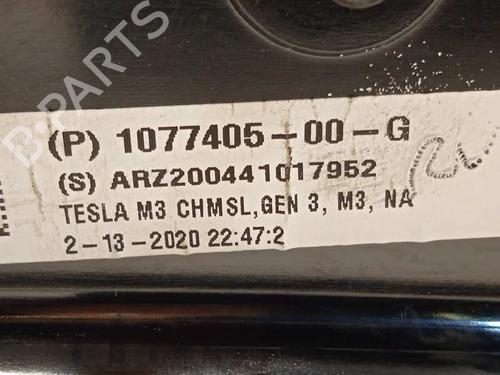 B-PARTS
(P) 1077405-00-G
(S) ARZ200441017952
TESLA M3 CHMSL,GEN 3, M3, NA
2-13-2020 22:47:2